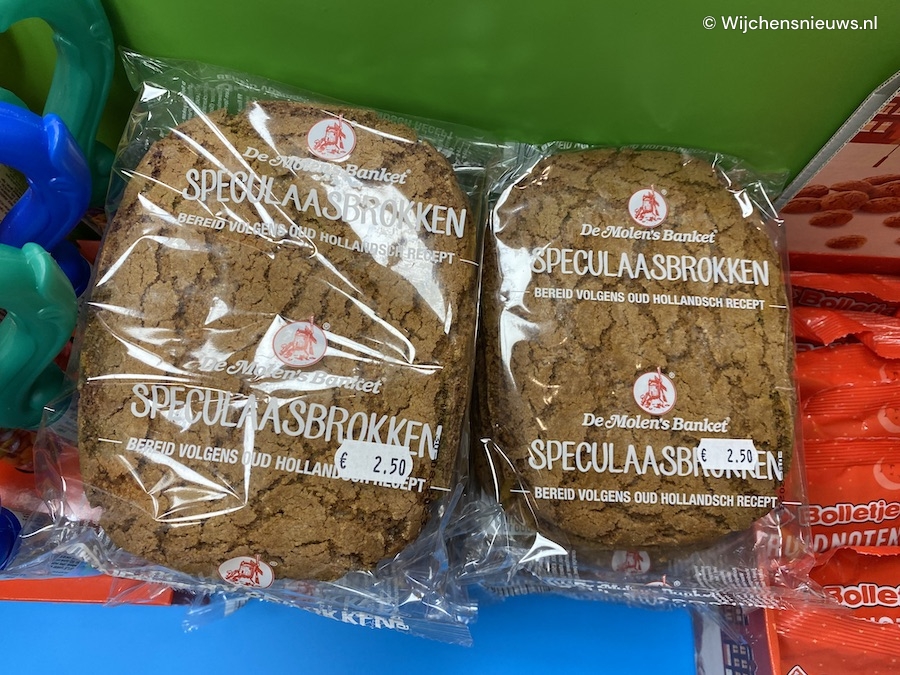 © Wijchensnieuws.nl
De Molen's Banket®
SPECULAASBROKKEN
BEREID VOLGENS OUD HOLLANDSCH RECEPT
De Molen's Banket®
SPECULAASBROKKEN
BEREID VOLGENS OUD HOLLANDSCH RECEPT
€ 2.50
De Molen's Banket®
SPECULAASBROKKEN
BEREID VOLGENS OUD HOLLANDSCH RECEPT
De Molen's Banket®
SPECULAASBROKKEN
BEREID VOLGENS OUD HOLLANDSCH RECEPT
€ 2.50
Bolletje
Bolletje
Bolletje